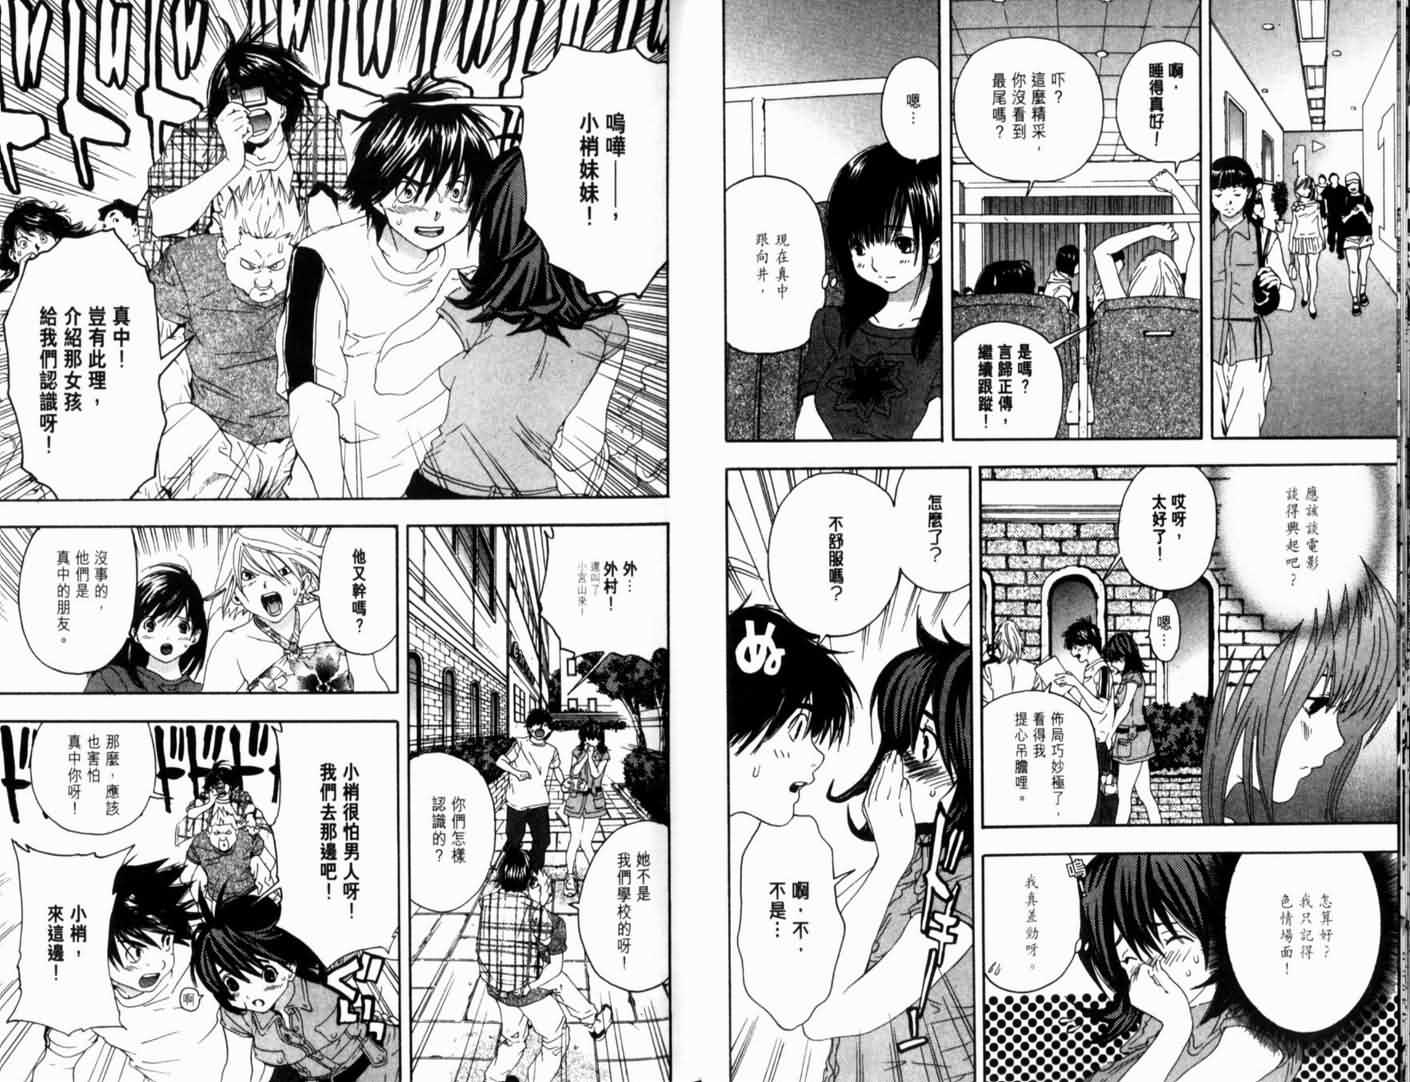 啊，
睡得真好！
吓？
這麼精采，
你沒看到
最尾嗎？
是嗎？
言歸正傳，
繼續跟蹤！
嗯…
現在真中
跟向井，
應該談電影
談得興起吧？
哎呀，
太好了！
嗯…
佈局巧妙極了，
看得我
提心吊膽哩。
怎麼了？
不舒服嗎？
ぬ
啊，不，
不是…
怎算好？
我只記得
色情場面！
嗚
我真差勁呀。
嗚嘩——，
小梢妹妹！
真中！
豈有此理，
介紹那女孩
給我們認識呀！
外…
外村！
還叫了
小宮山來！
她不是
我們學校的呀！
你們怎樣
認識的？
他又幹嗎？
沒事的，
他們是
真中的朋友。
小梢很怕男人呀！
我們去那邊吧！
那麼，應該
也害怕
真中你呀！
小梢，
來這邊！
啊